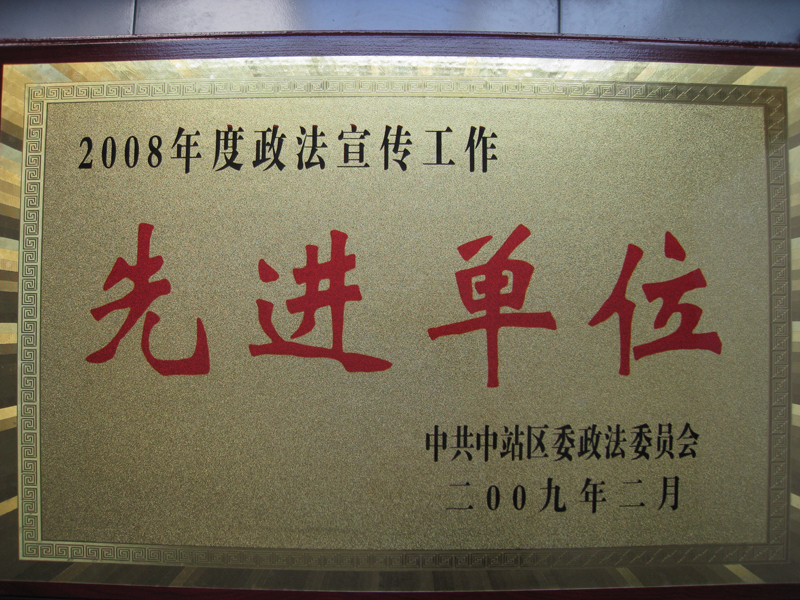 2008年度政法宣传工作
先进单位
中共中站区委政法委员会
二00九年二月